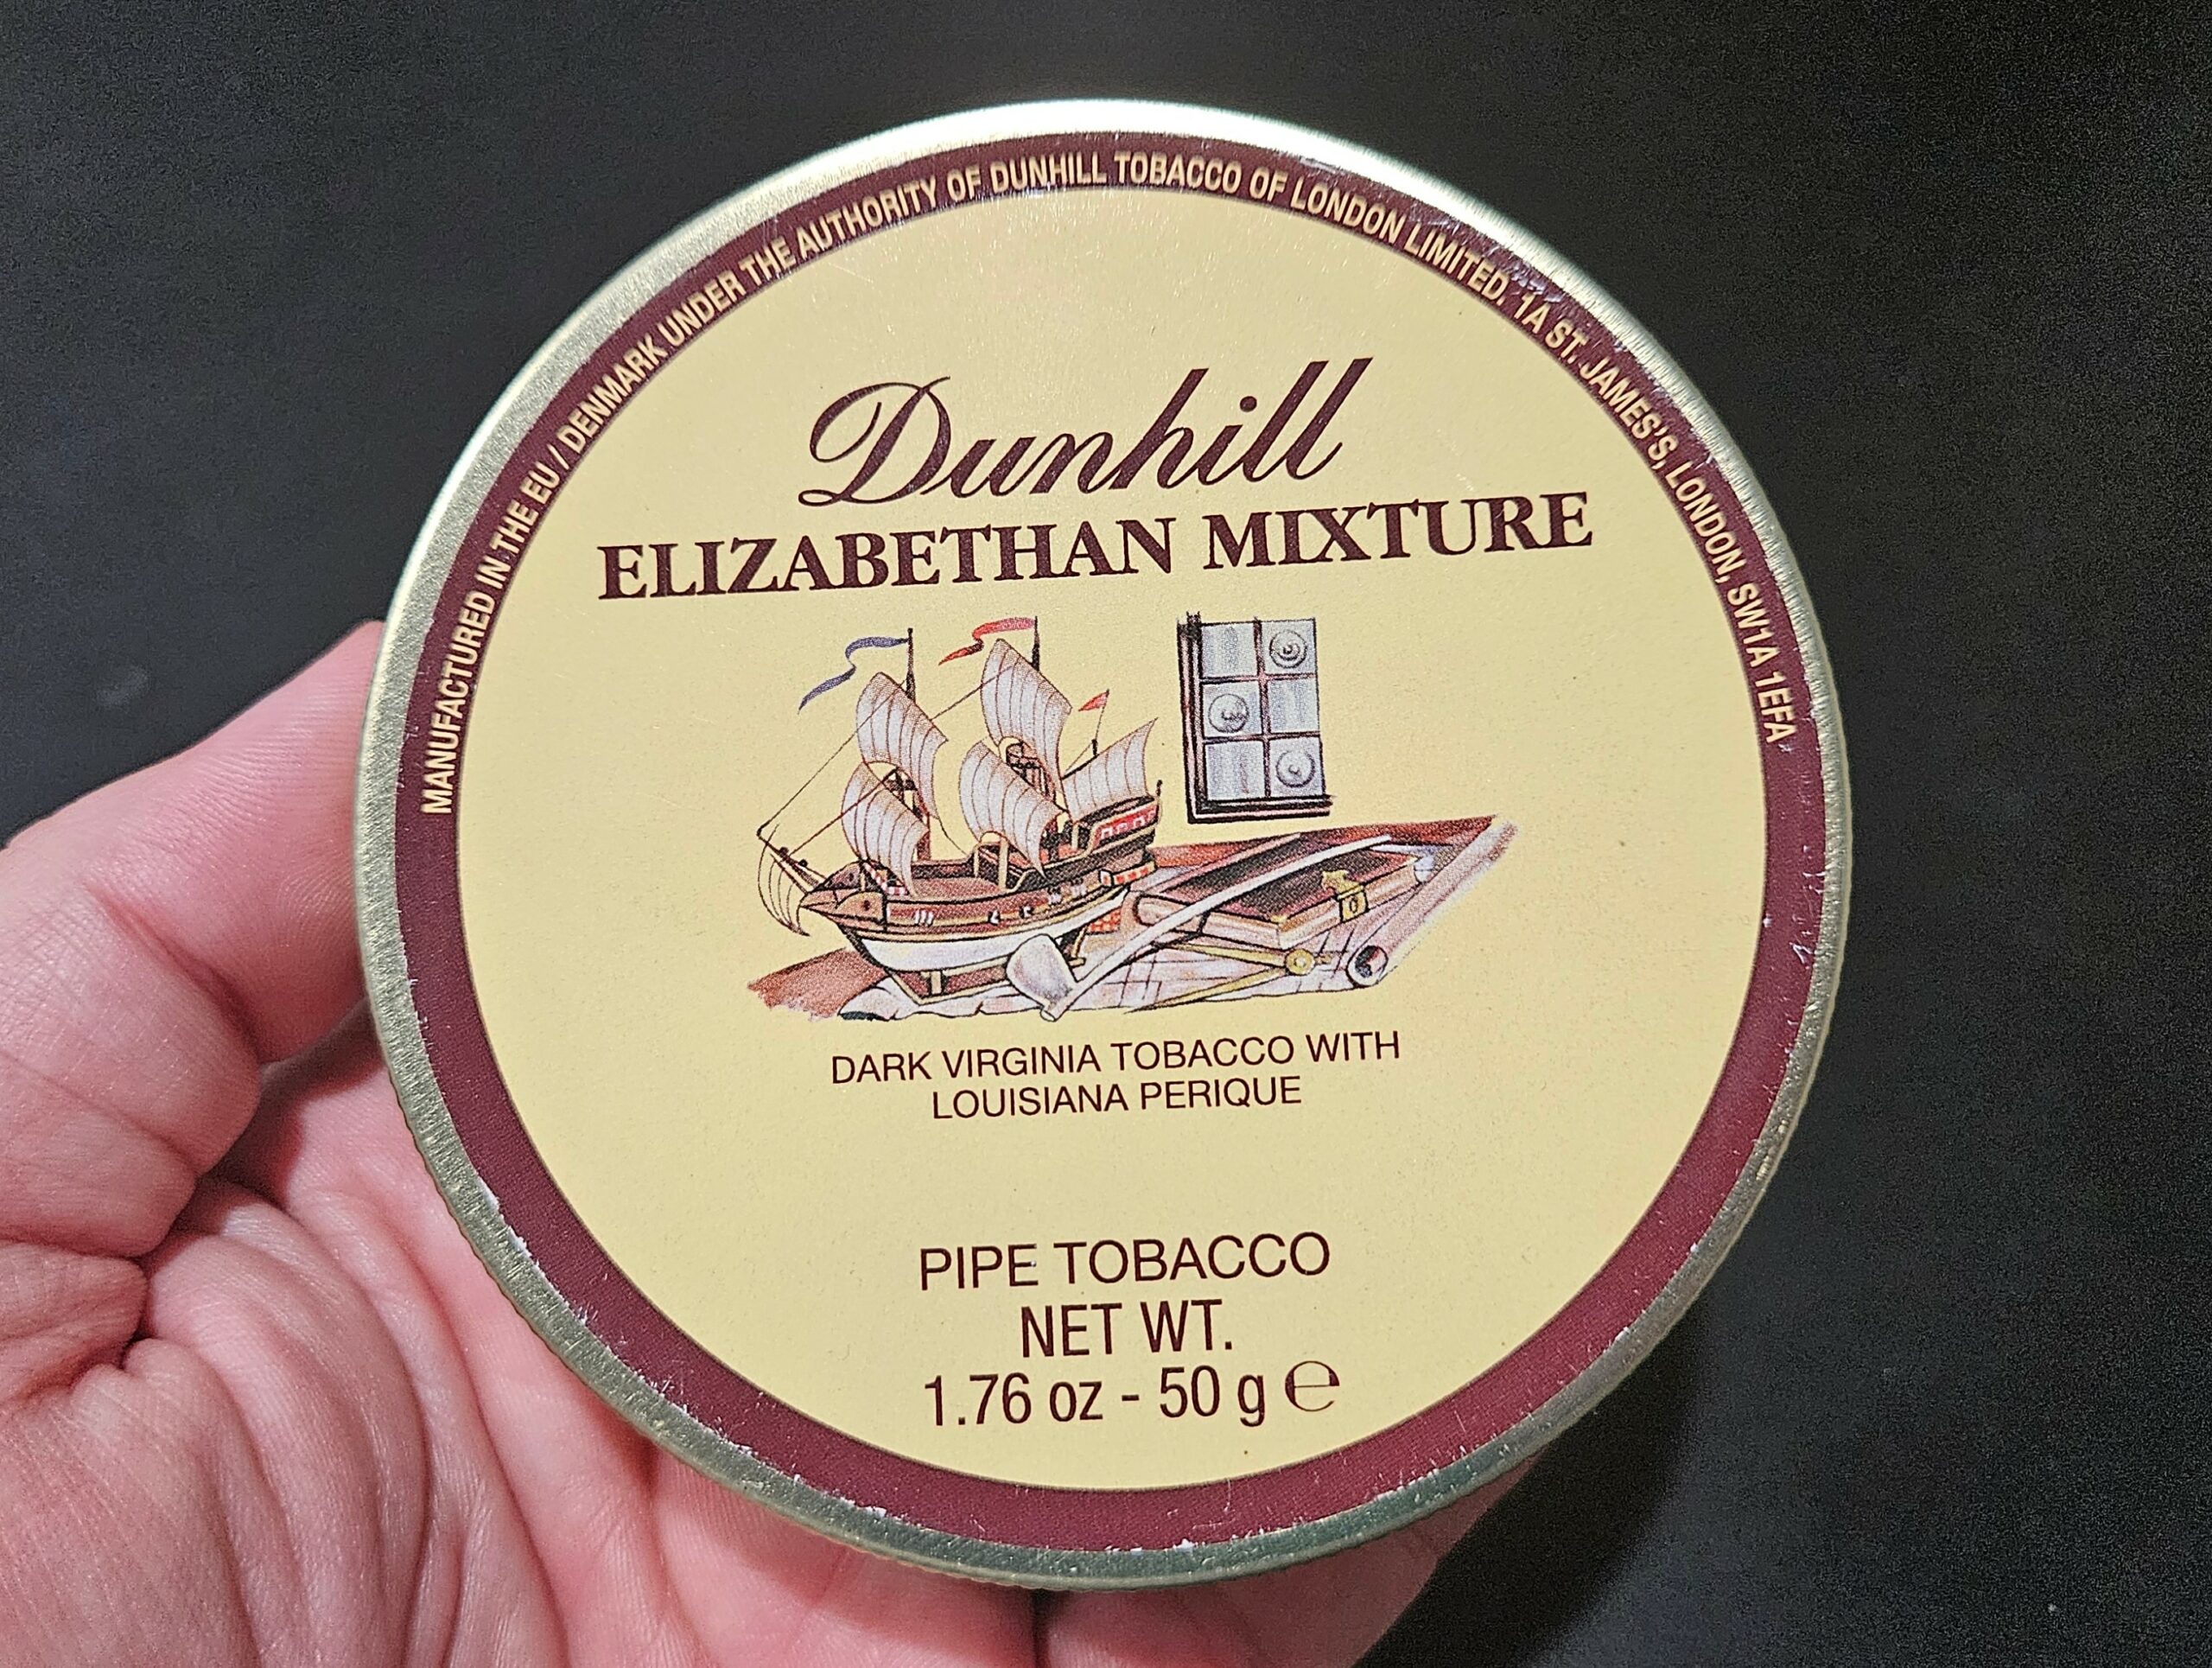 MANUFACTURED IN THE EU / DENMARK UNDER THE AUTHORITY OF DUNHILL TOBACCO OF LONDON LIMITED. 1A ST. JAMES'S, LONDON, SW1A 1EFA
Dunhill
ELIZABETHAN MIXTURE
DARK VIRGINIA TOBACCO WITH
LOUISIANA PERIQUE
PIPE TOBACCO
NET WT.
1.76 oz - 50 g ℮